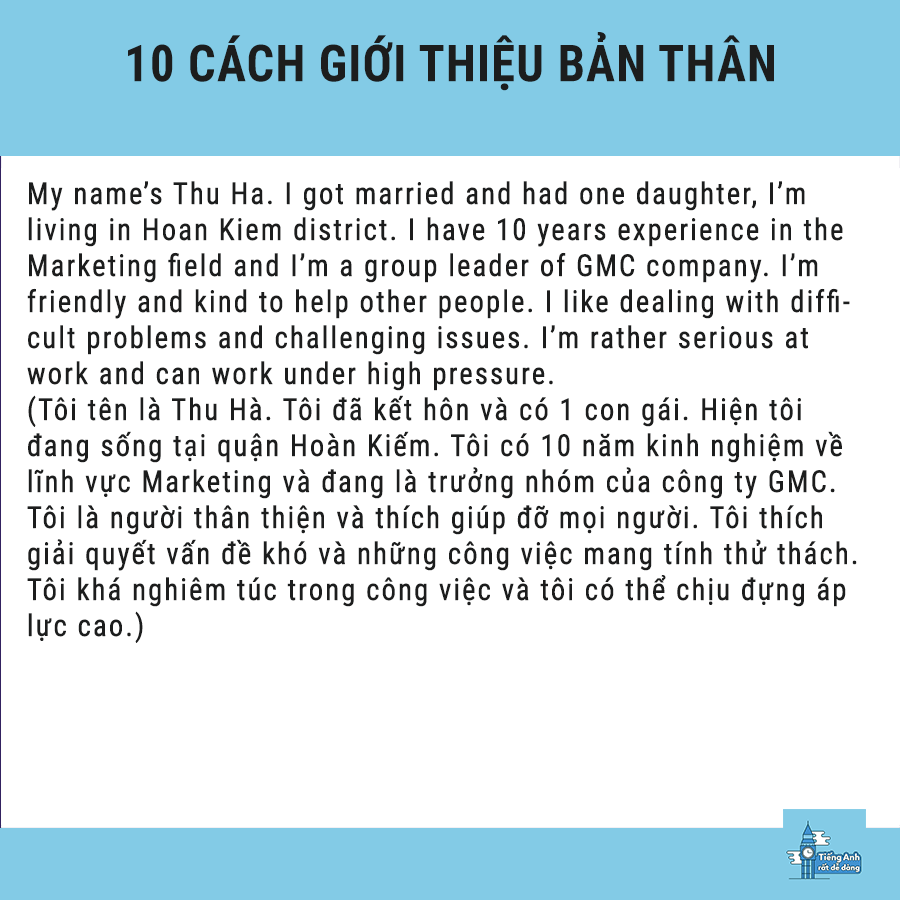 10 CÁCH GIỚI THIỆU BẢN THÂN
My name’s Thu Ha. I got married and had one daughter, I’m
living in Hoan Kiem district. I have 10 years experience in the
Marketing field and I’m a group leader of GMC company. I’m
friendly and kind to help other people. I like dealing with diffi-
cult problems and challenging issues. I’m rather serious at
work and can work under high pressure.
(Tôi tên là Thu Hà. Tôi đã kết hôn và có 1 con gái. Hiện tôi
đang sống tại quận Hoàn Kiếm. Tôi có 10 năm kinh nghiệm về
lĩnh vực Marketing và đang là trưởng nhóm của công ty GMC.
Tôi là người thân thiện và thích giúp đỡ mọi người. Tôi thích
giải quyết vấn đề khó và những công việc mang tính thử thách.
Tôi khá nghiêm túc trong công việc và tôi có thể chịu đựng áp
lực cao.)
Tiếng Anh
rất dễ dàng